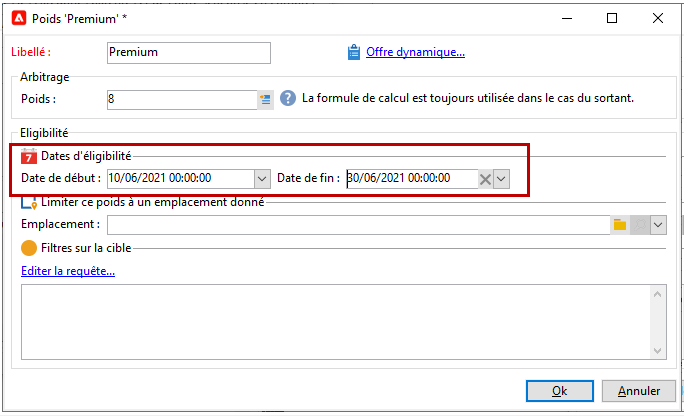 Poids 'Premium' *
Libellé : Premium Offre dynamique...
Arbitrage
Poids : 8 ? La formule de calcul est toujours utilisée dans le cas du sortant.
Eligibilité
7 Dates d'éligibilité
Date de début : 10/06/2021 00:00:00 Date de fin : 30/06/2021 00:00:00
Limiter ce poids à un emplacement donné
Emplacement :
Filtres sur la cible
Editer la requête...
Ok Annuler